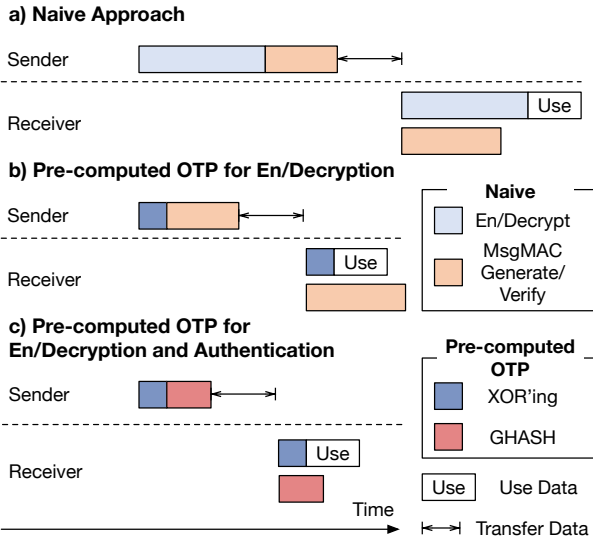 a) Naive Approach
Sender
Receiver
Use
b) Pre-computed OTP for En/Decryption
Sender
Receiver
Use
c) Pre-computed OTP for
En/Decryption and Authentication
Sender
Receiver
Use
Time
Naive
En/Decrypt
MsgMAC
Generate/
Verify
Pre-computed
OTP
XOR'ing
GHASH
Use Use Data
Transfer Data